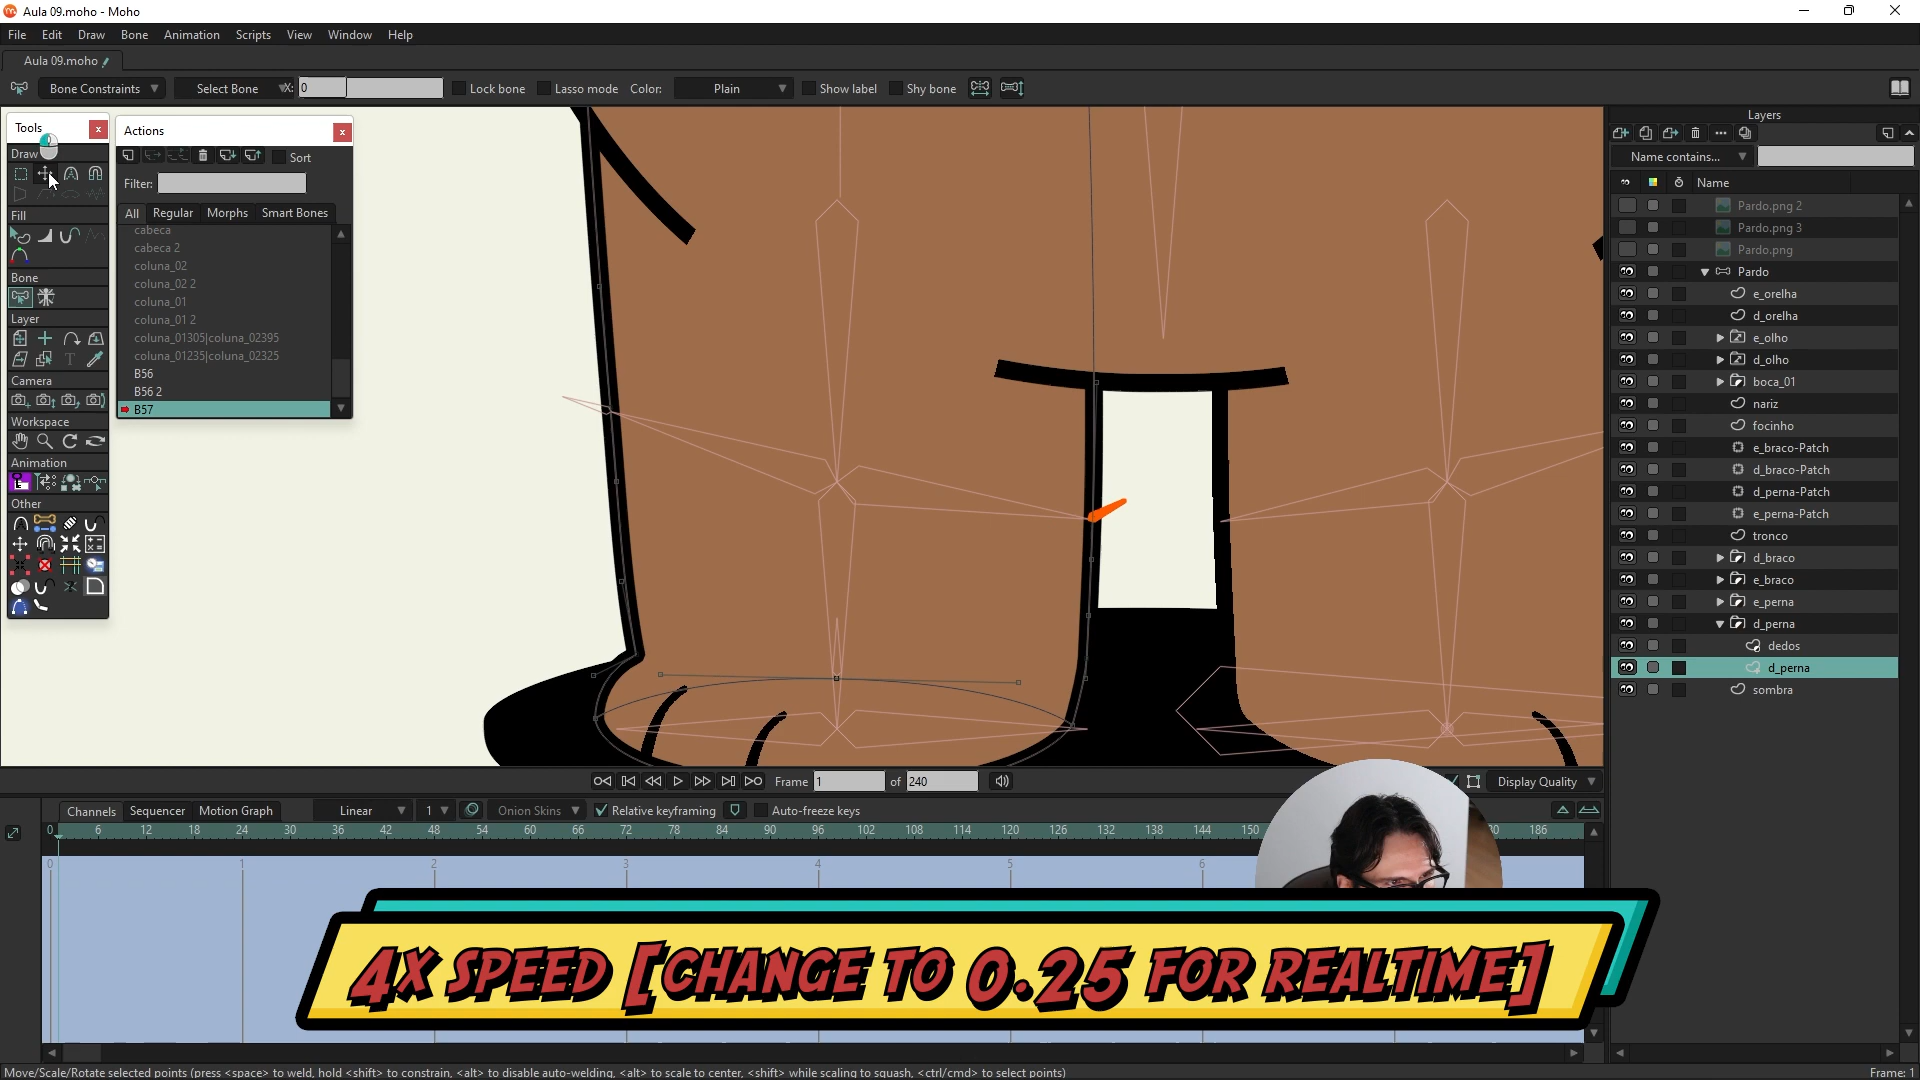 Aula 09.moho - Moho
File Edit Draw Bone Animation Scripts View Window Help
Aula 09.moho
Bone Constraints Select Bone X: 0 Lock bone Lasso mode Color: Plain Show label Shy bone
Tools
Draw
Fill
Bone
Layer
Camera
Workspace
Animation
Other
Actions
Sort
Filter:
All Regular Morphs Smart Bones
cabeca
cabeca 2
coluna_02
coluna_02 2
coluna_01
coluna_01 2
coluna_01305|coluna_02395
coluna_01235|coluna_02325
B56
B56 2
B57
Layers
Name contains...
Name
Pardo.png 2
Pardo.png 3
Pardo.png
Pardo
e_orelha
d_orelha
e_olho
d_olho
boca_01
nariz
focinho
e_braco-Patch
d_braco-Patch
d_perna-Patch
e_perna-Patch
tronco
d_braco
e_braco
e_perna
d_perna
dedos
d_perna
sombra
Frame 1 of 240 Display Quality
Channels Sequencer Motion Graph Linear 1 Onion Skins Relative keyframing Auto-freeze keys
0 6 12 18 24 30 36 42 48 54 60 66 72 78 84 90 96 102 108 114 120 126 132 138 144 150 186
0 1 2 3 4 5 6
4X SPEED [CHANGE TO 0.25 FOR REALTIME]
Move/Scale/Rotate selected points (press <space> to weld, hold <shift> to constrain, <alt> to disable auto-welding, <alt> to scale to center, <shift> while scaling to squash, <ctrl/cmd> to select points)
Frame: 1